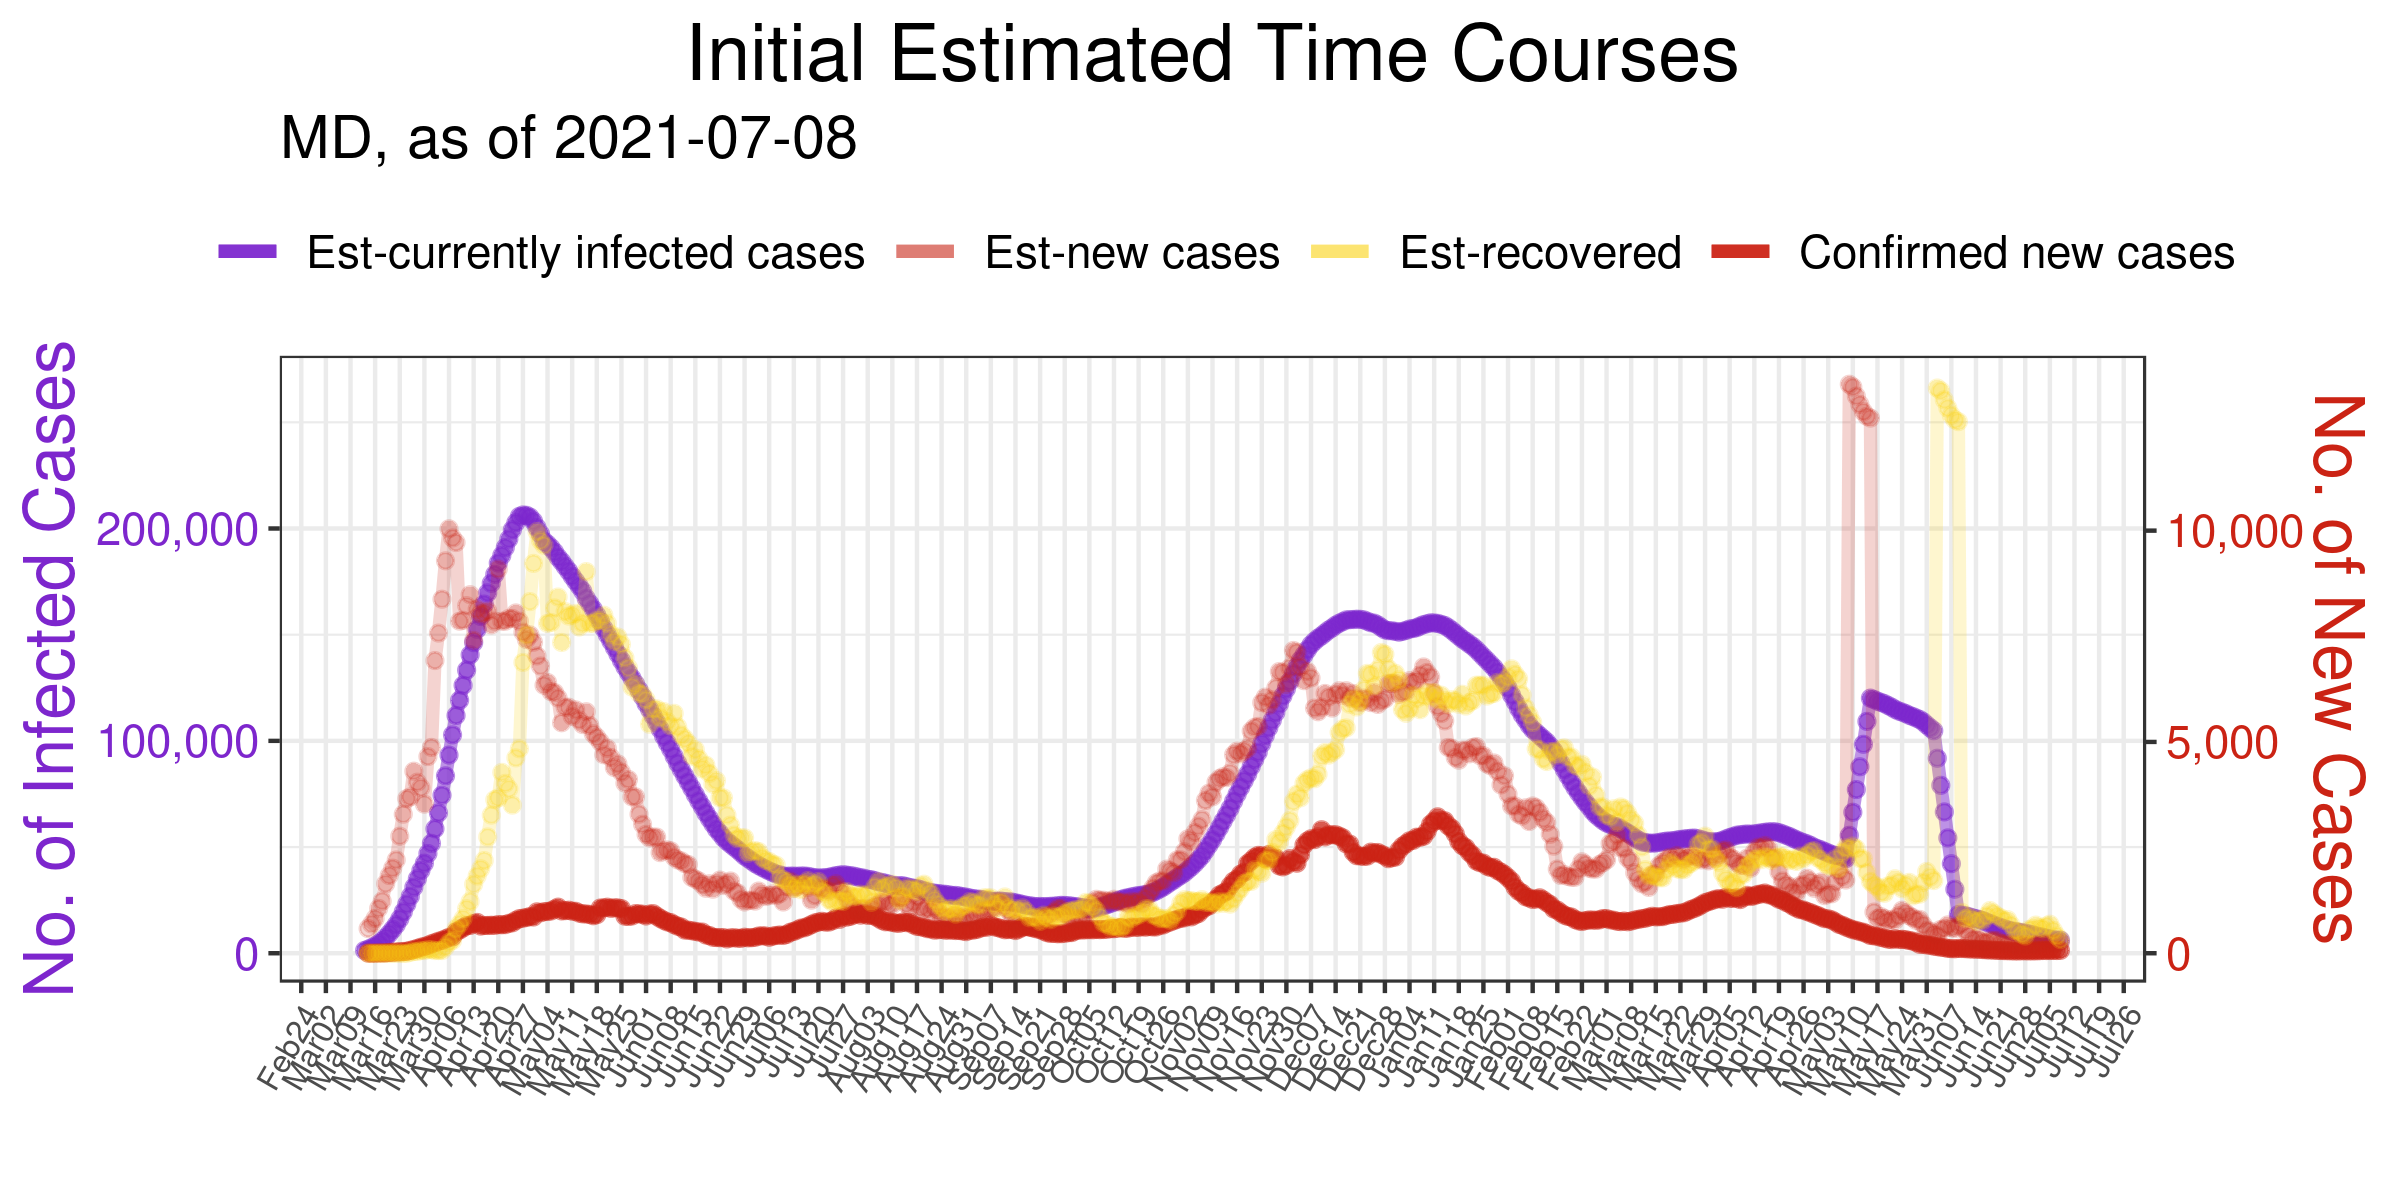 Initial Estimated Time Courses
MD, as of 2021-07-08
Est-currently infected cases
Est-new cases
Est-recovered
Confirmed new cases
No. of Infected Cases
200,000
100,000
0
10,000
5,000
0
No. of New Cases
Feb24
Mar02
Mar09
Mar16
Mar23
Mar30
Apr06
Apr13
Apr20
Apr27
May04
May11
May18
May25
Jun01
Jun08
Jun15
Jun22
Jun29
Jul06
Jul13
Jul20
Jul27
Aug03
Aug10
Aug17
Aug24
Aug31
Sep07
Sep14
Sep21
Sep28
Oct05
Oct12
Oct19
Oct26
Nov02
Nov09
Nov16
Nov23
Nov30
Dec07
Dec14
Dec21
Dec28
Jan04
Jan11
Jan18
Jan25
Feb01
Feb08
Feb15
Feb22
Mar01
Mar08
Mar15
Mar22
Mar29
Apr05
Apr12
Apr19
Apr26
May03
May10
May17
May24
May31
Jun07
Jun14
Jun21
Jun28
Jul05
Jul12
Jul19
Jul26